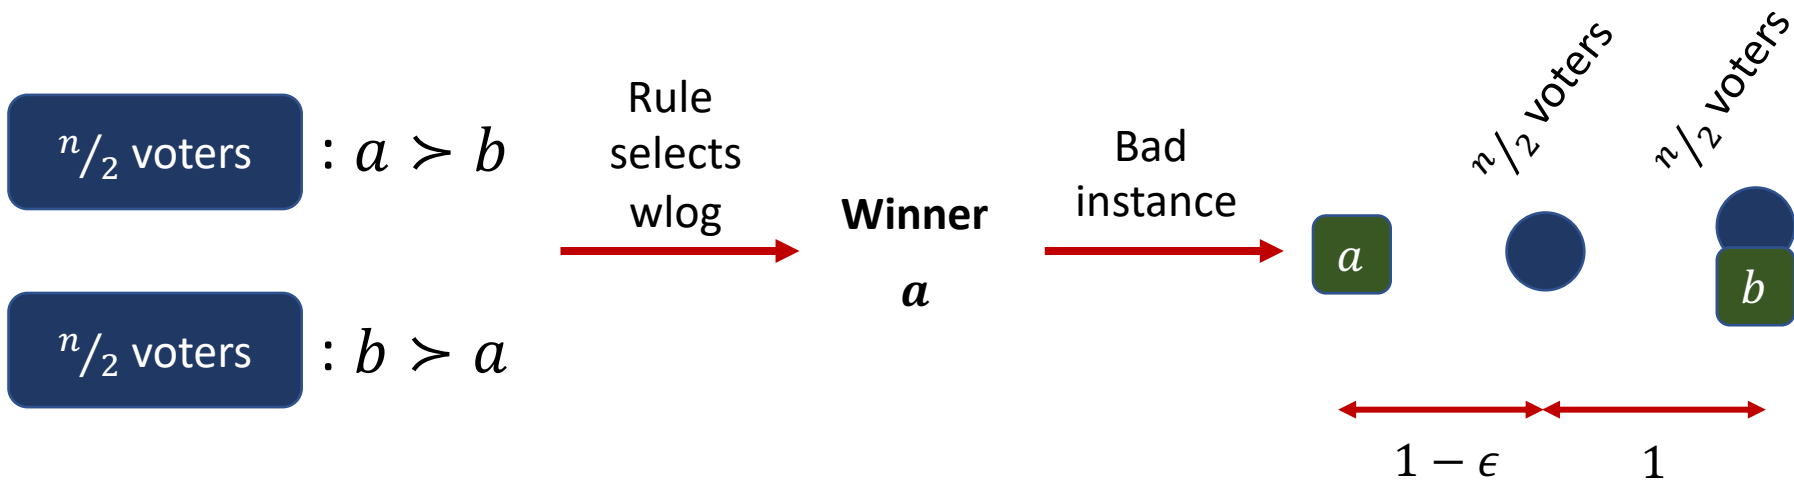 n/2 voters : a ≻ b
n/2 voters : b ≻ a
Rule
selects
wlog
Winner
a
Bad
instance
n/2 voters
n/2 voters
a
b
1 − ϵ
1